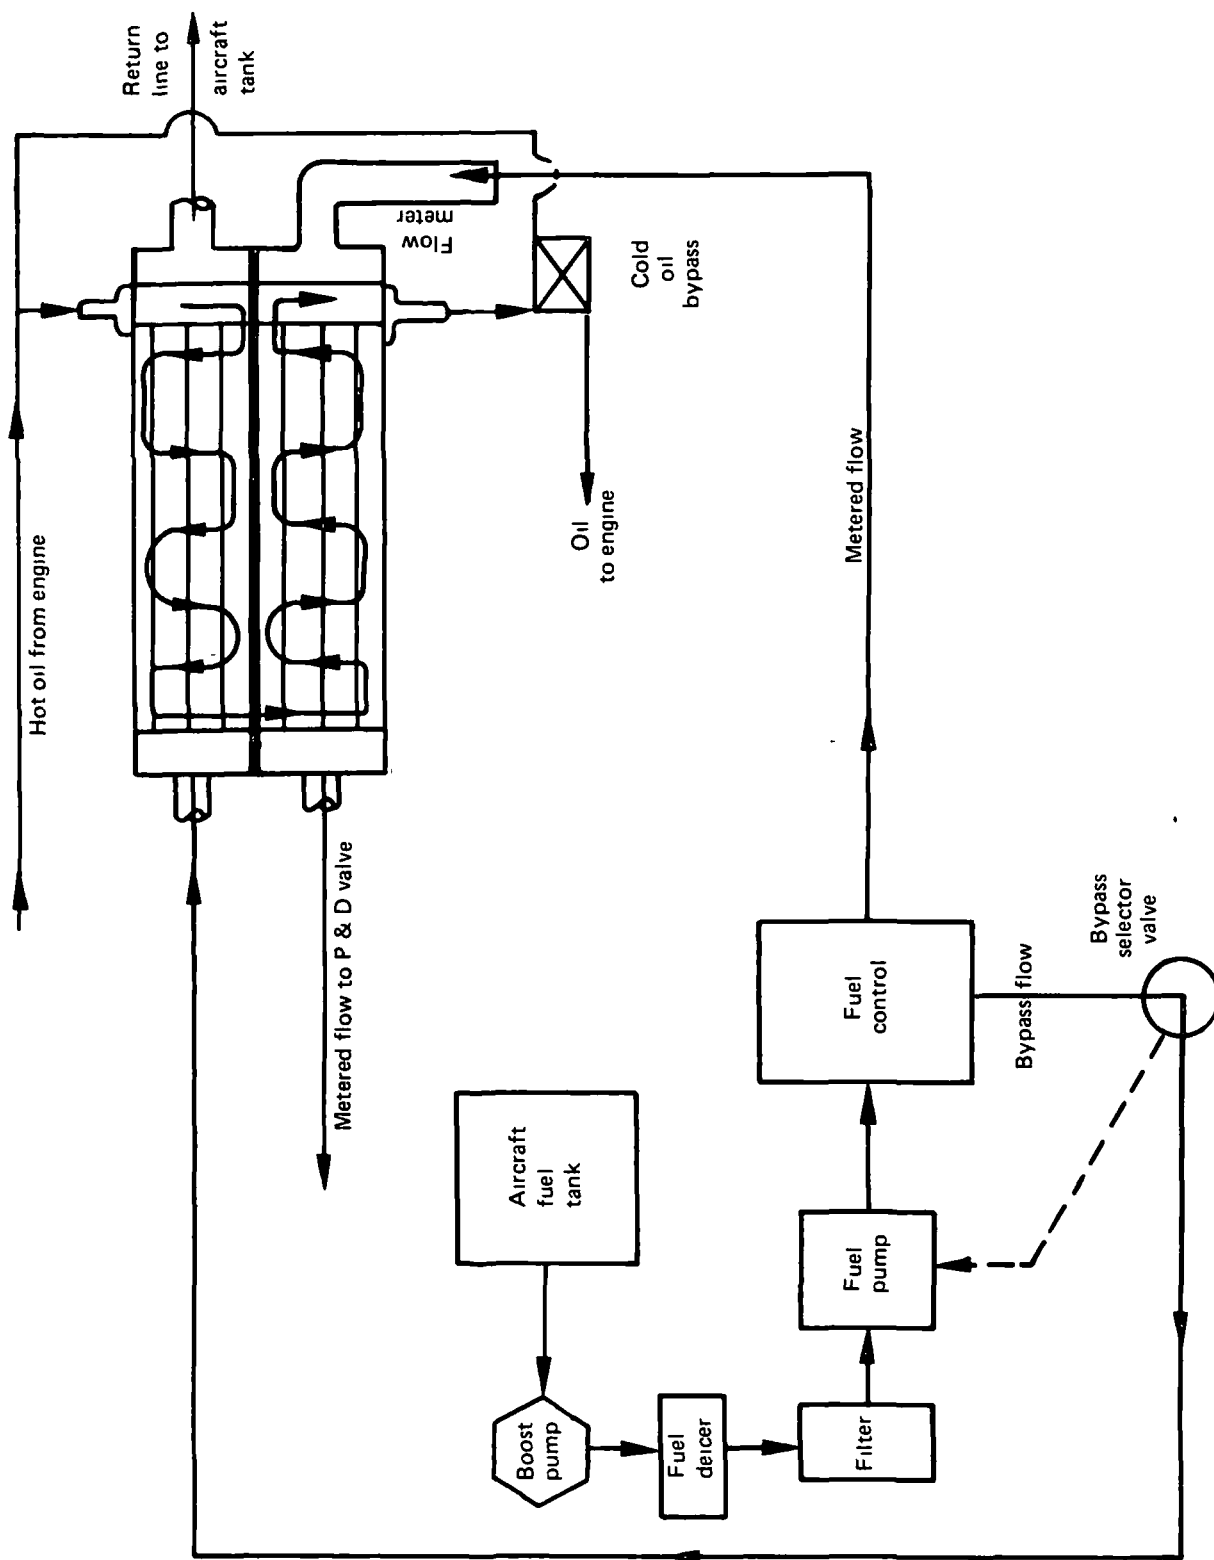 Return
line to
aircraft
tank
Hot oil from engine
Flow
meter
Cold
oil
bypass
Oil
to engine
Metered flow to P & D valve
Metered flow
Aircraft
fuel
tank
Boost
pump
Fuel
deicer
Filter
Fuel
pump
Fuel
control
Bypass flow
Bypass
selector
valve